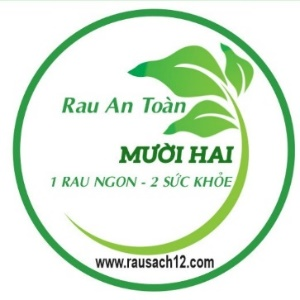 Rau An Toàn
MƯỜI HAI
1 RAU NGON - 2 SỨC KHỎE
www.rausach12.com